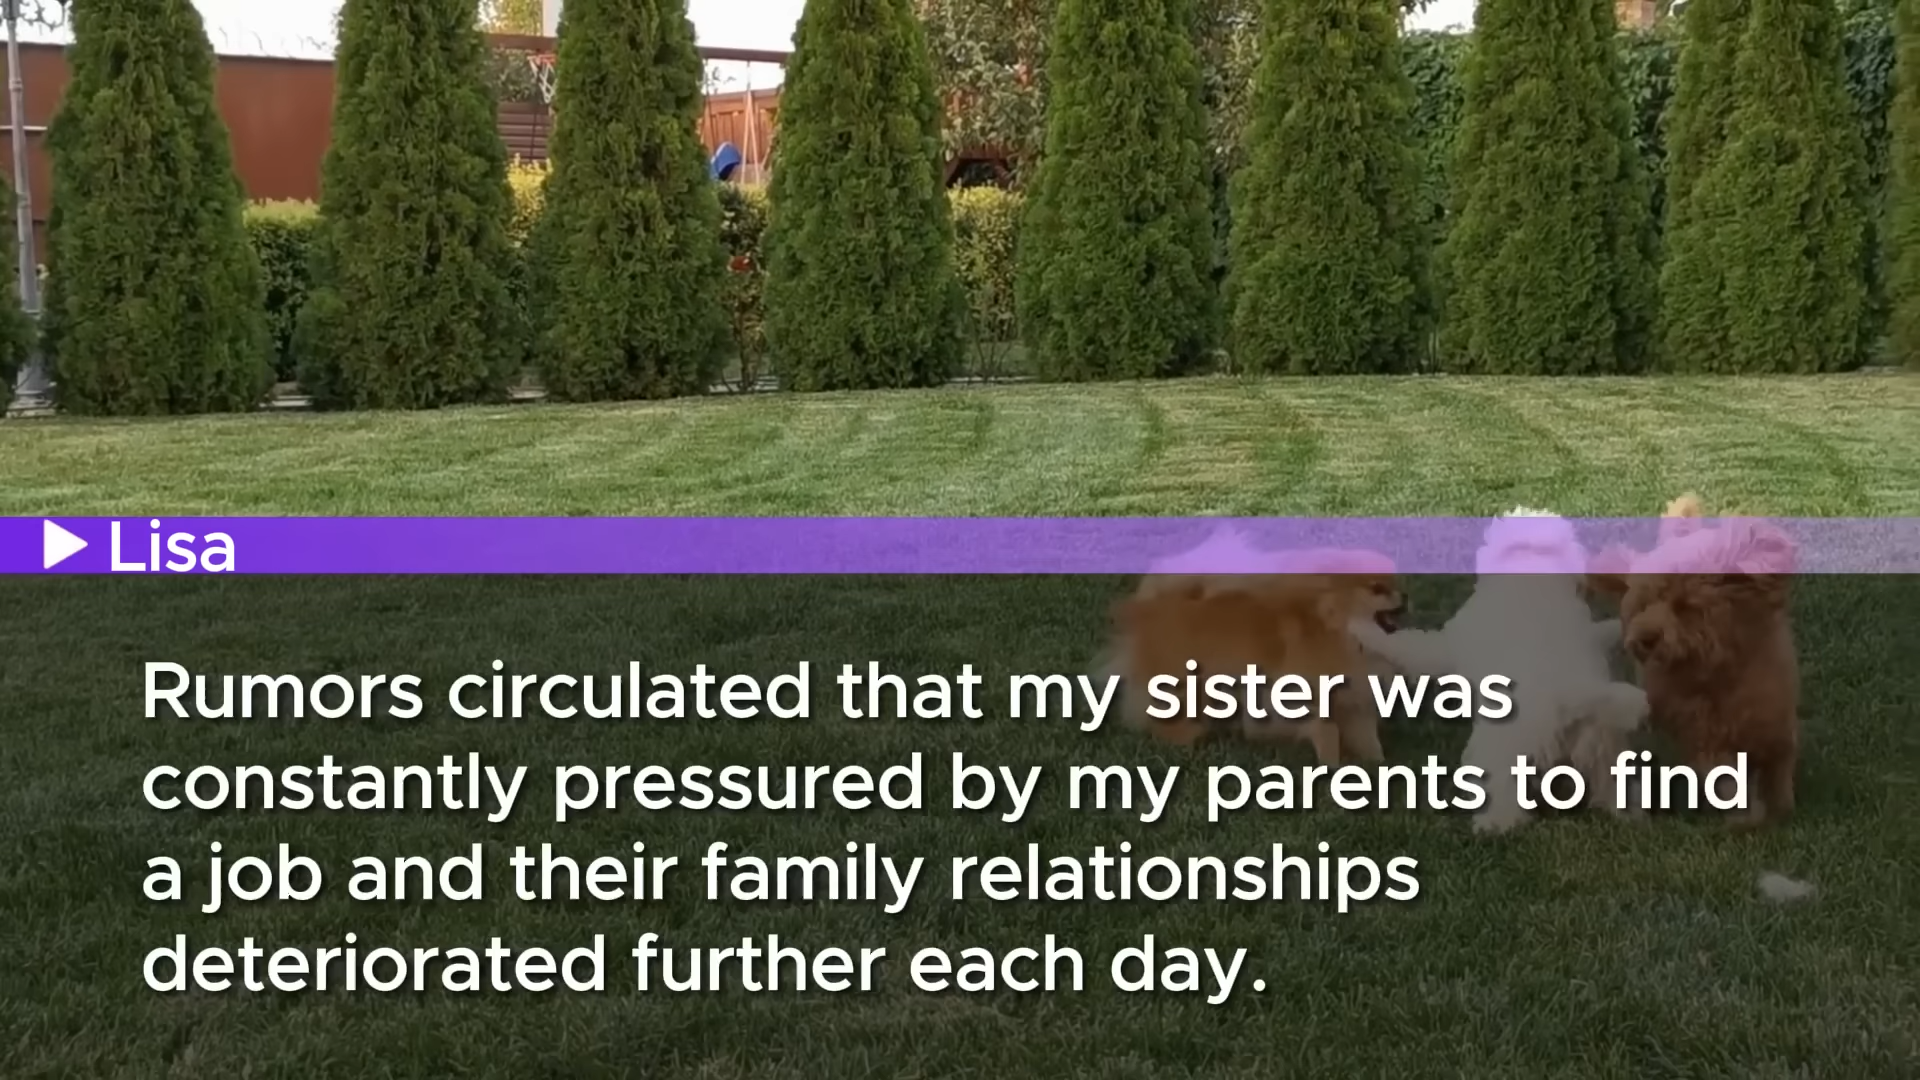 Lisa
Rumors circulated that my sister was
constantly pressured by my parents to find
a job and their family relationships
deteriorated further each day.